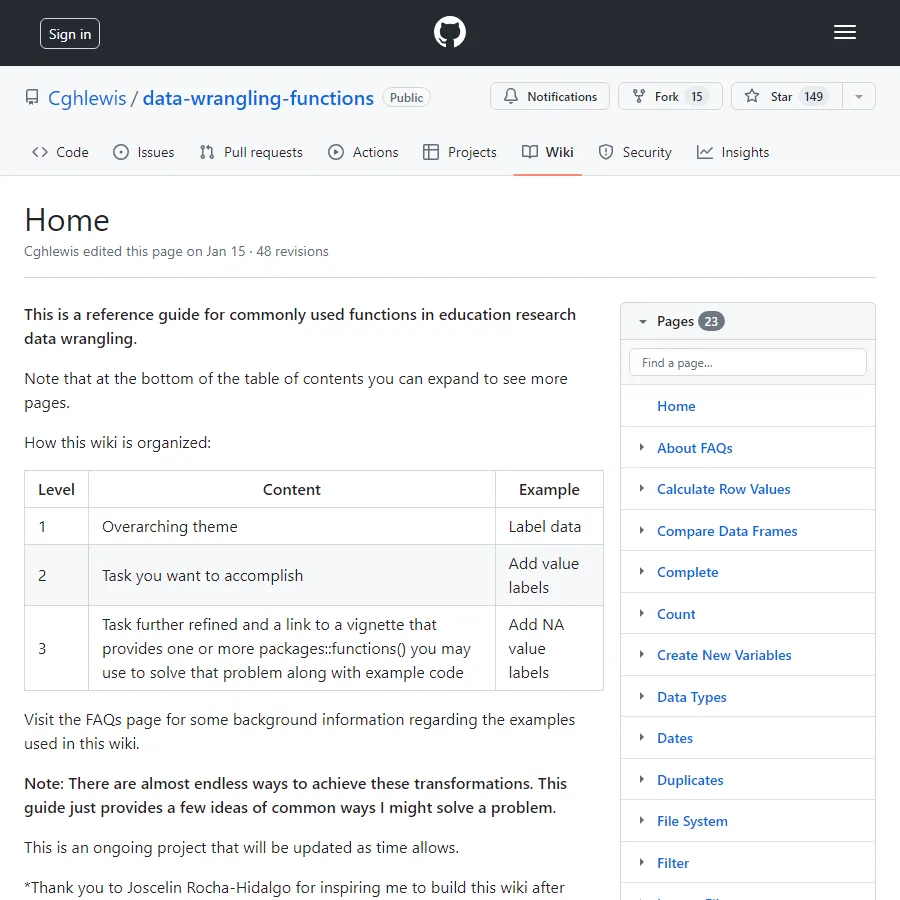 Sign in
Cghlewis / data-wrangling-functions Public
Notifications
Fork 15
Star 149
Code
Issues
Pull requests
Actions
Projects
Wiki
Security
Insights
Home
Cghlewis edited this page on Jan 15 · 48 revisions
This is a reference guide for commonly used functions in education research
data wrangling.
Note that at the bottom of the table of contents you can expand to see more
pages.
How this wiki is organized:
Level Content Example
1 Overarching theme Label data
2 Task you want to accomplish Add value
labels
3 Task further refined and a link to a vignette that
provides one or more packages::functions() you may
use to solve that problem along with example code
Add NA
value
labels
Visit the FAQs page for some background information regarding the examples
used in this wiki.
Note: There are almost endless ways to achieve these transformations. This
guide just provides a few ideas of common ways I might solve a problem.
This is an ongoing project that will be updated as time allows.
*Thank you to Joscelin Rocha-Hidalgo for inspiring me to build this wiki after
Pages 23
Find a page...
Home
About FAQs
Calculate Row Values
Compare Data Frames
Complete
Count
Create New Variables
Data Types
Dates
Duplicates
File System
Filter